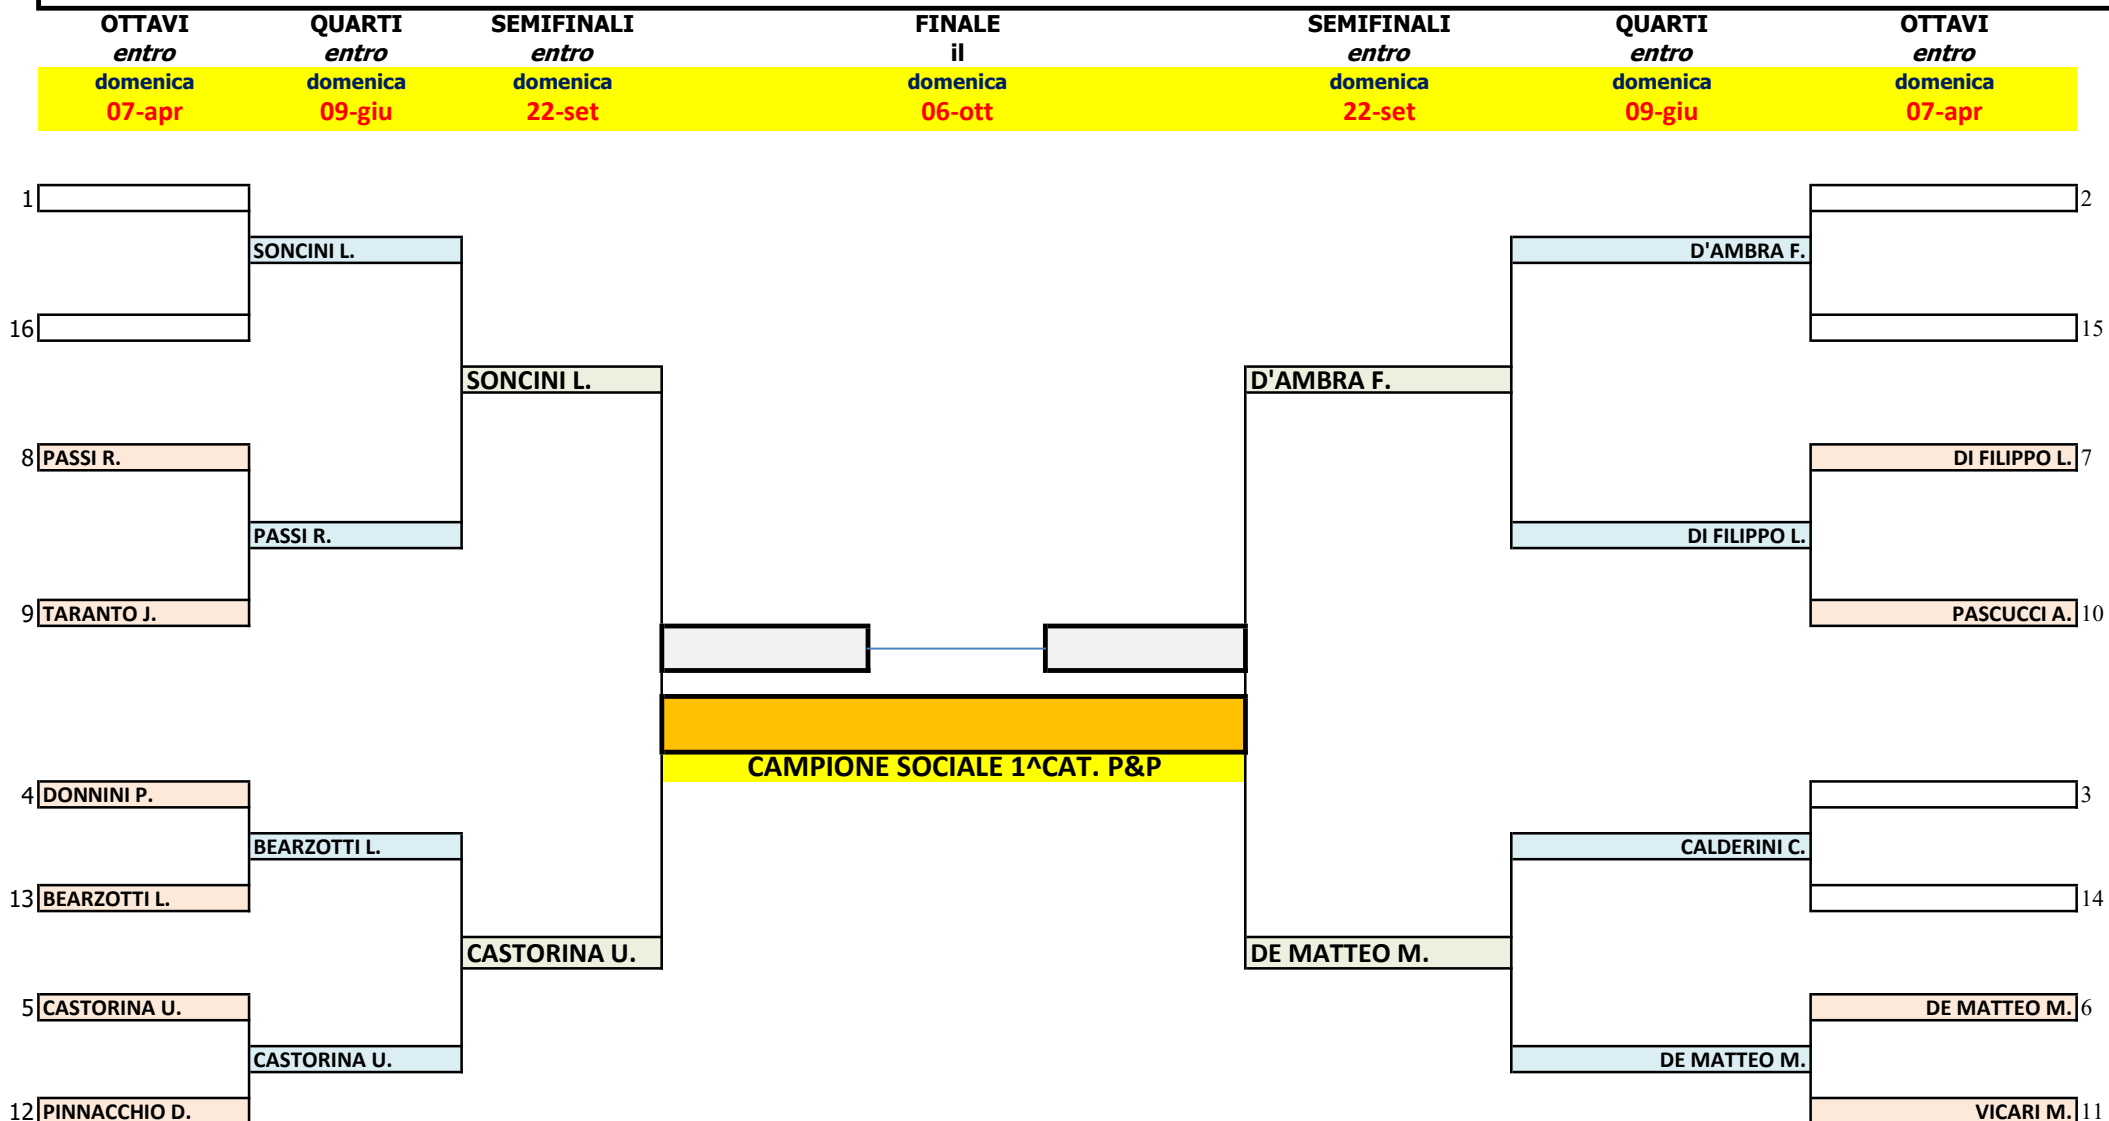 OTTAVI QUARTI SEMIFINALI FINALE SEMIFINALI QUARTI OTTAVI
entro entro entro il entro entro entro
domenica domenica domenica domenica domenica domenica domenica
07-apr 09-giu 22-set 06-ott 22-set 09-giu 07-apr
1 2
SONCINI L. D'AMBRA F.
16 15
SONCINI L. D'AMBRA F.
8 PASSI R. DI FILIPPO L. 7
PASSI R. DI FILIPPO L.
9 TARANTO J. PASCUCCI A. 10
CAMPIONE SOCIALE 1^CAT. P&P
4 DONNINI P. 3
BEARZOTTI L. CALDERINI C.
13 BEARZOTTI L. 14
CASTORINA U. DE MATTEO M.
5 CASTORINA U. DE MATTEO M. 6
CASTORINA U. DE MATTEO M.
12 PINNACCHIO D. VICARI M. 11